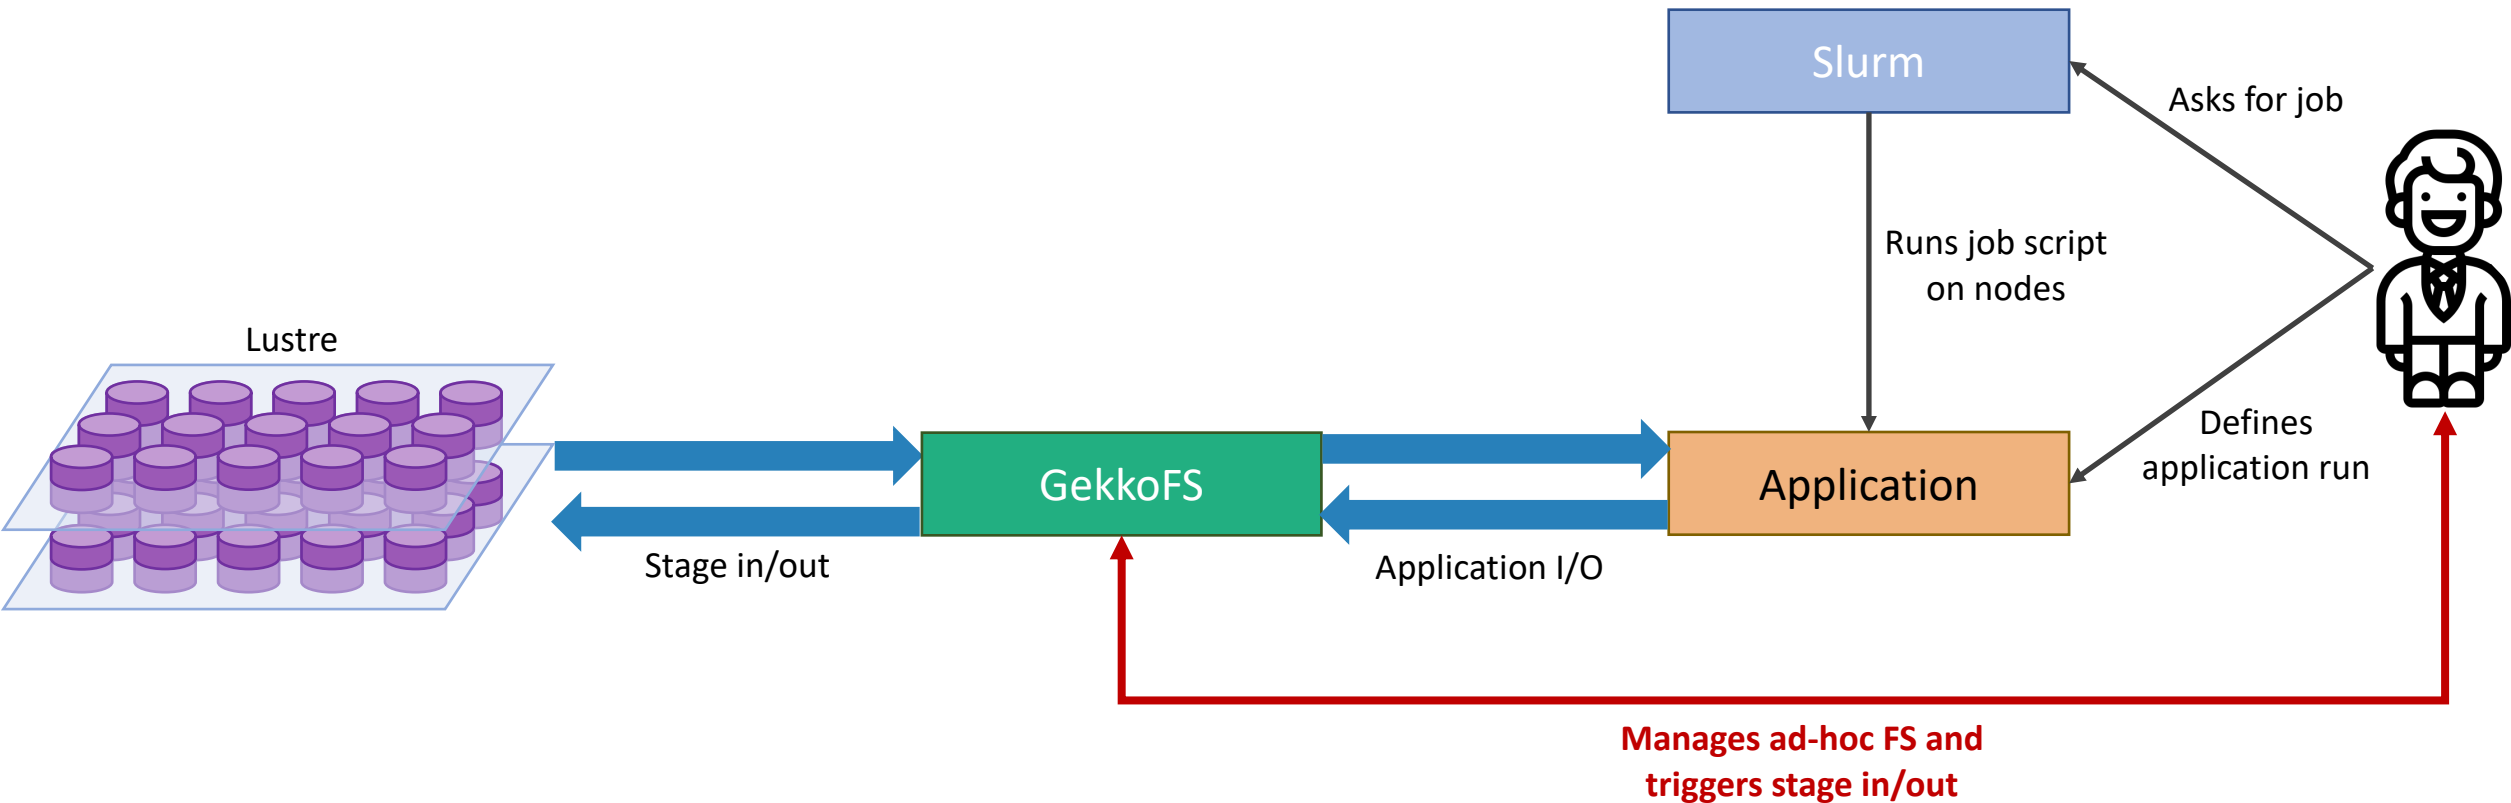 Slurm
Asks for job
Runs job script
on nodes
Lustre
Defines
application run
GekkoFS
Application
Stage in/out
Application I/O
Manages ad-hoc FS and
triggers stage in/out